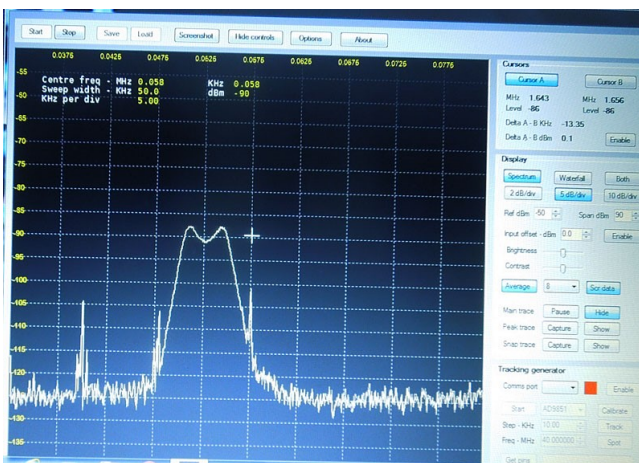 Start Stop Save Load Screenshot Hide controls Options About
0.0375 0.0425 0.0475 0.0525 0.0575 0.0625 0.0675 0.0725 0.0775
Centre freq - MHz 0.058 KHz 0.058
Sweep width - KHz 50.0 dBm -90
KHz per div 5.00
-55
-60
-65
-70
-75
-80
-85
-90
-95
-100
-105
-110
-115
-120
-130
-135
Cursors
Cursor A Cursor B
MHz 1.643 MHz 1.656
Level -86 Level -86
Delta A - B KHz -13.35
Delta A - B dBm 0.1 Enable
Display
Spectrum Waterfall Both
2 dB/div 5 dB/div 10 dB/div
Ref dBm -50 Span dBm 90
Input offset - dBm 0.0 Enable
Brightness
Contrast
Average 8 Scr data
Main trace Pause Hide
Peak trace Capture Show
Snap trace Capture Show
Tracking generator
Comms port Enable
Start AD9851 Calibrate
Step - KHz 10.00 Track
Freq - MHz 40.000000 Spot